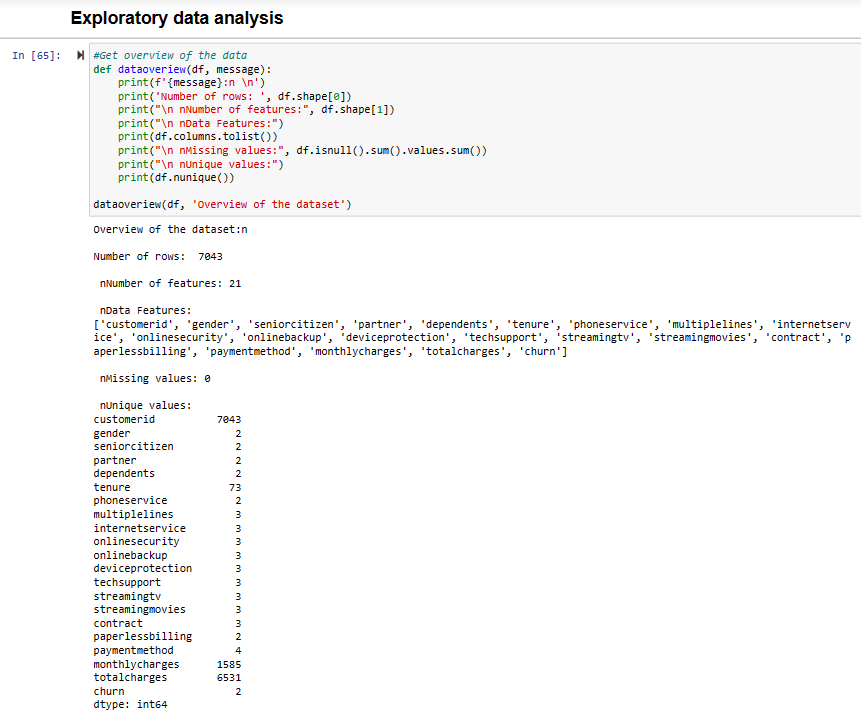 Exploratory data analysis
In [65]:
#Get overview of the data
def dataoveriew(df, message):
    print(f'{message}:n \n')
    print('Number of rows: ', df.shape[0])
    print("\n nNumber of features:", df.shape[1])
    print("\n nData Features:")
    print(df.columns.tolist())
    print("\n nMissing values:", df.isnull().sum().values.sum())
    print("\n nUnique values:")
    print(df.nunique())
dataoveriew(df, 'Overview of the dataset')
Overview of the dataset:n
Number of rows:  7043
 nNumber of features: 21
 nData Features:
['customerid', 'gender', 'seniorcitizen', 'partner', 'dependents', 'tenure', 'phoneservice', 'multiplelines', 'internetserv
ice', 'onlinesecurity', 'onlinebackup', 'deviceprotection', 'techsupport', 'streamingtv', 'streamingmovies', 'contract', 'p
aperlessbilling', 'paymentmethod', 'monthlycharges', 'totalcharges', 'churn']
 nMissing values: 0
 nUnique values:
customerid          7043
gender                 2
seniorcitizen          2
partner                2
dependents             2
tenure                73
phoneservice           2
multiplelines          3
internetservice        3
onlinesecurity         3
onlinebackup           3
deviceprotection       3
techsupport            3
streamingtv            3
streamingmovies        3
contract               3
paperlessbilling       2
paymentmethod          4
monthlycharges      1585
totalcharges        6531
churn                  2
dtype: int64